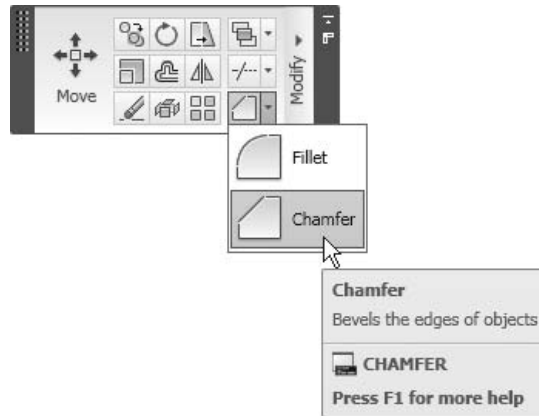 Move
Modify
Fillet
Chamfer
Chamfer
Bevels the edges of objects
CHAMFER
Press F1 for more help